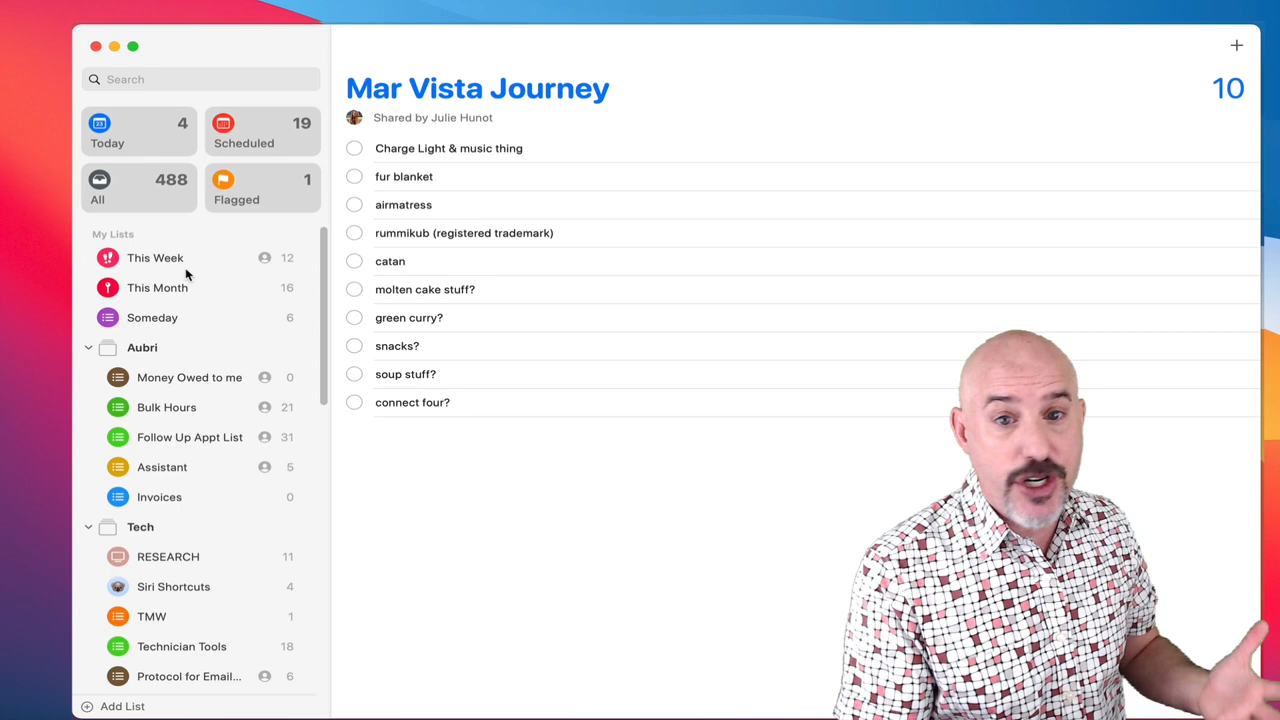 Search
Today 4
Scheduled 19
All 488
Flagged 1
My Lists
This Week 12
This Month 16
Someday 6
Aubri
Money Owed to me 0
Bulk Hours 21
Follow Up Appt List 31
Assistant 5
Invoices 0
Tech
RESEARCH 11
Siri Shortcuts 4
TMW 1
Technician Tools 18
Protocol for Email... 6
Add List
Mar Vista Journey 10
Shared by Julie Hunot
Charge Light & music thing
fur blanket
airmatress
rummikub (registered trademark)
catan
molten cake stuff?
green curry?
snacks?
soup stuff?
connect four?